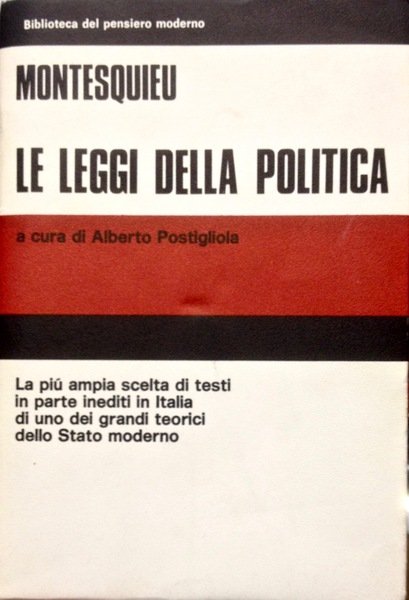 Biblioteca del pensiero moderno
MONTESQUIEU
LE LEGGI DELLA POLITICA
a cura di Alberto Postigliola
La piú ampia scelta di testi
in parte inediti in Italia
di uno dei grandi teorici
dello Stato moderno